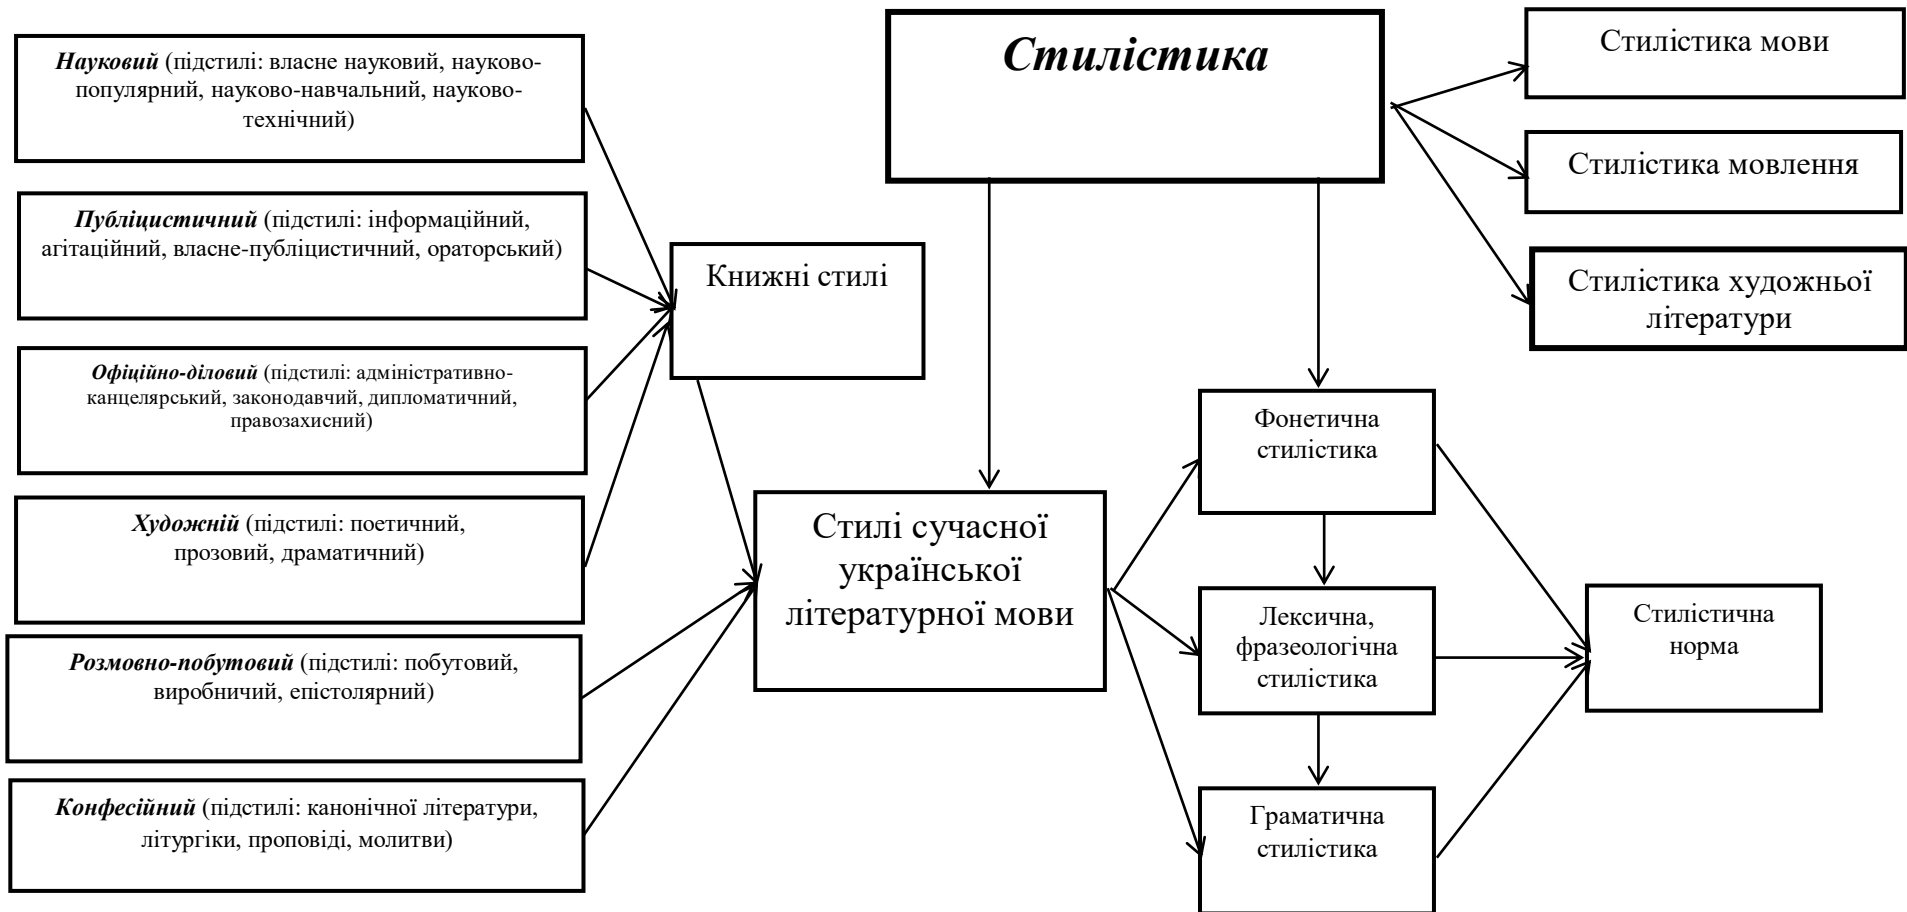 Стилістика
Стилістика мови
Стилістика мовлення
Стилістика художньої
літератури
Науковий (підстилі: власне науковий, науково-
популярний, науково-навчальний, науково-
технічний)
Публіцистичний (підстилі: інформаційний,
агітаційний, власне-публіцистичний, ораторський)
Офіційно-діловий (підстилі: адміністративно-
канцелярський, законодавчий, дипломатичний,
правозахисний)
Художній (підстилі: поетичний,
прозовий, драматичний)
Розмовно-побутовий (підстилі: побутовий,
виробничий, епістолярний)
Конфесійний (підстилі: канонічної літератури,
літургіки, проповіді, молитви)
Книжні стилі
Стилі сучасної
української
літературної мови
Фонетична
стилістика
Лексична,
фразеологічна
стилістика
Граматична
стилістика
Стилістична
норма